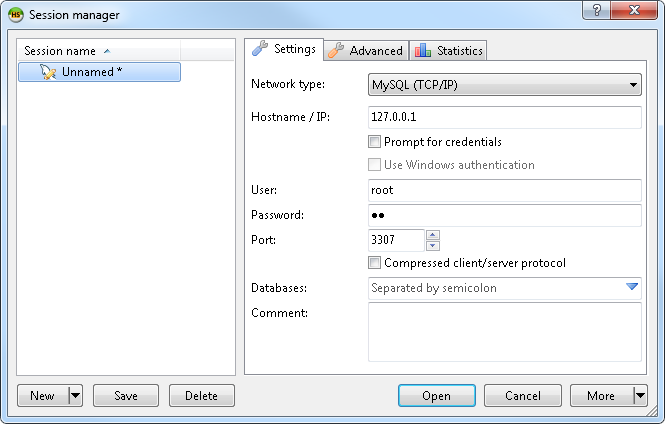 HS Session manager
Session name
Unnamed *
Settings Advanced Statistics
Network type: MySQL (TCP/IP)
Hostname / IP: 127.0.0.1
Prompt for credentials
Use Windows authentication
User: root
Password: ●●
Port: 3307
Compressed client/server protocol
Databases: Separated by semicolon
Comment:
New Save Delete Open Cancel More